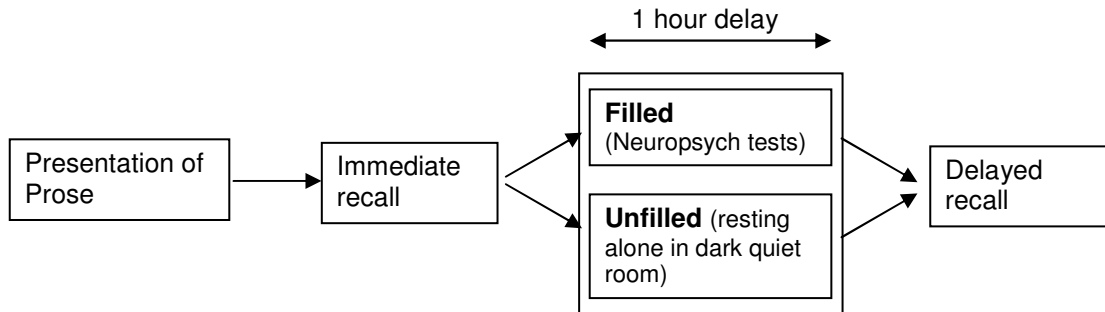 1 hour delay
Presentation of
Prose
Immediate
recall
Filled
(Neuropsych tests)
Unfilled (resting
alone in dark quiet
room)
Delayed
recall